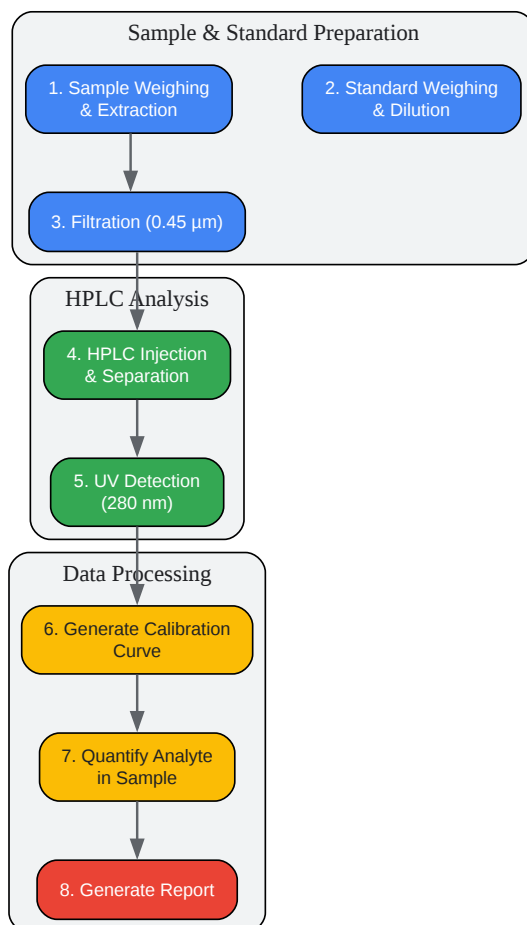 Sample & Standard Preparation
1. Sample Weighing
& Extraction
2. Standard Weighing
& Dilution
3. Filtration (0.45 µm)
HPLC Analysis
4. HPLC Injection
& Separation
5. UV Detection
(280 nm)
Data Processing
6. Generate Calibration
Curve
7. Quantify Analyte
in Sample
8. Generate Report